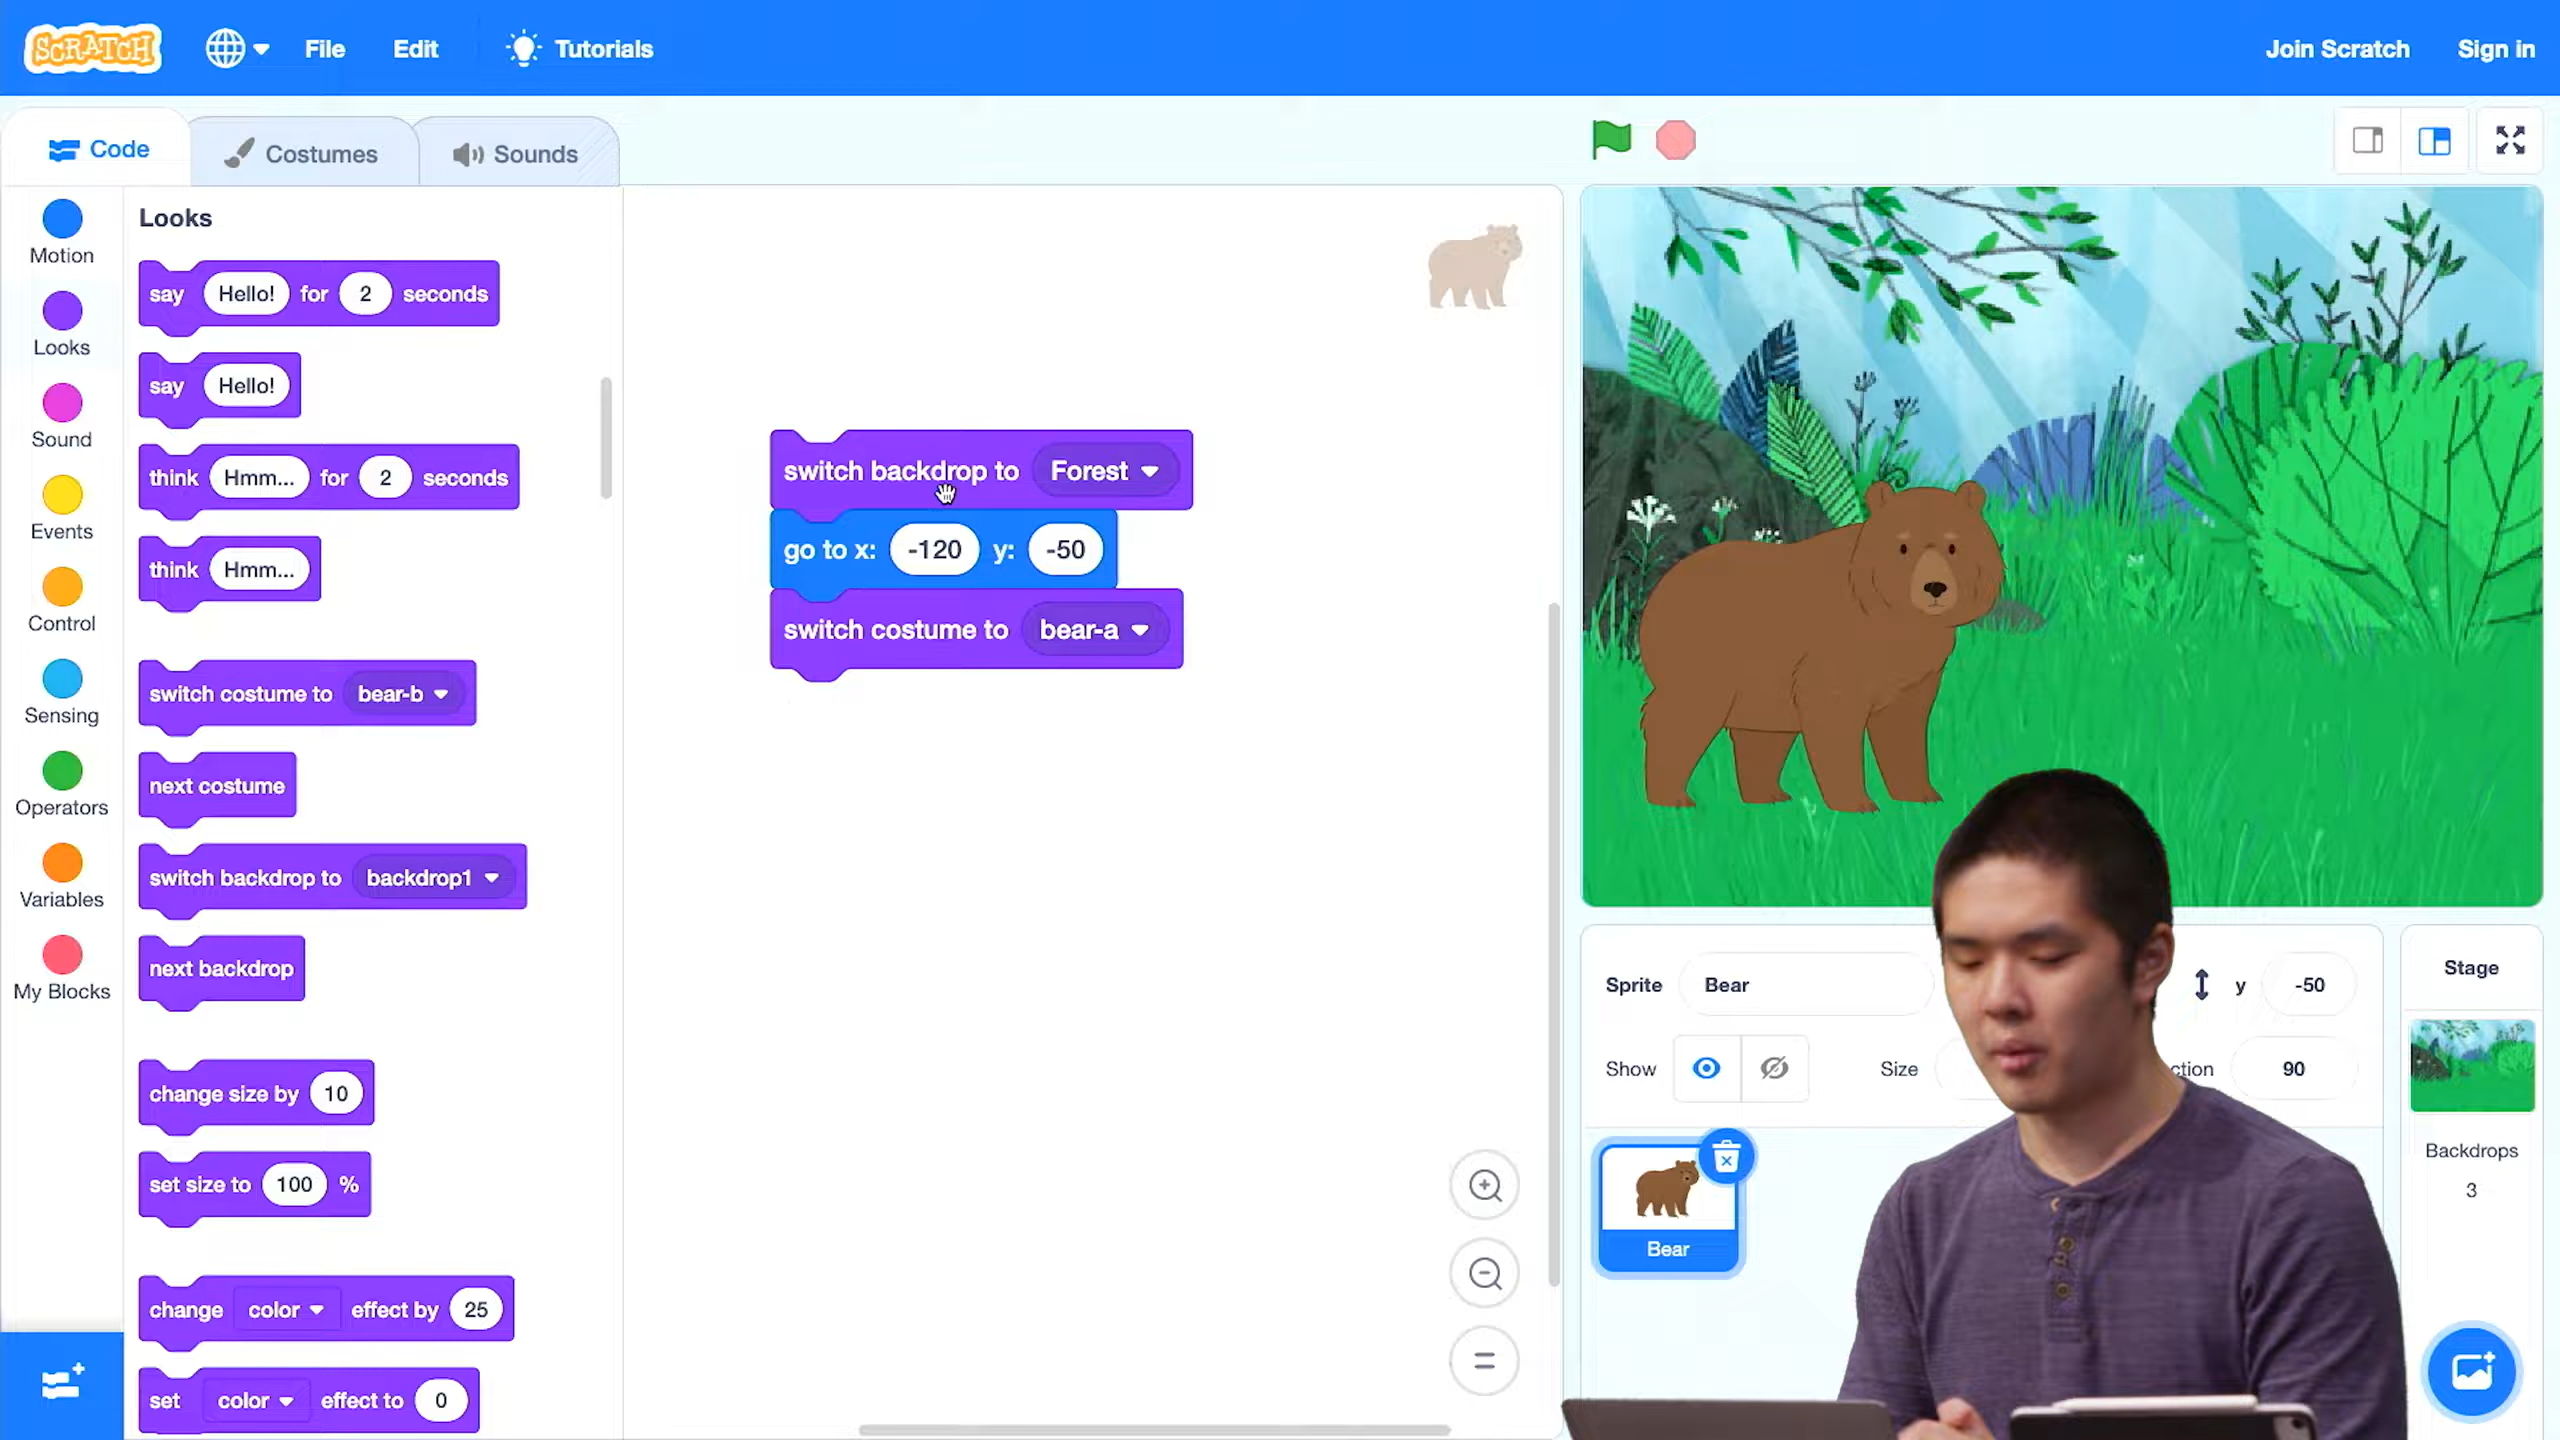 SCRATCH File Edit Tutorials Join Scratch Sign in
Code Costumes Sounds
Motion
Looks
Sound
Events
Control
Sensing
Operators
Variables
My Blocks
Looks
say Hello! for 2 seconds
say Hello!
think Hmm... for 2 seconds
think Hmm...
switch costume to bear-b
next costume
switch backdrop to backdrop1
next backdrop
change size by 10
set size to 100 %
change color effect by 25
set color effect to 0
switch backdrop to Forest
go to x: -120 y: -50
switch costume to bear-a
Sprite Bear y -50
Show Size ction 90
Bear
Stage
Backdrops
3